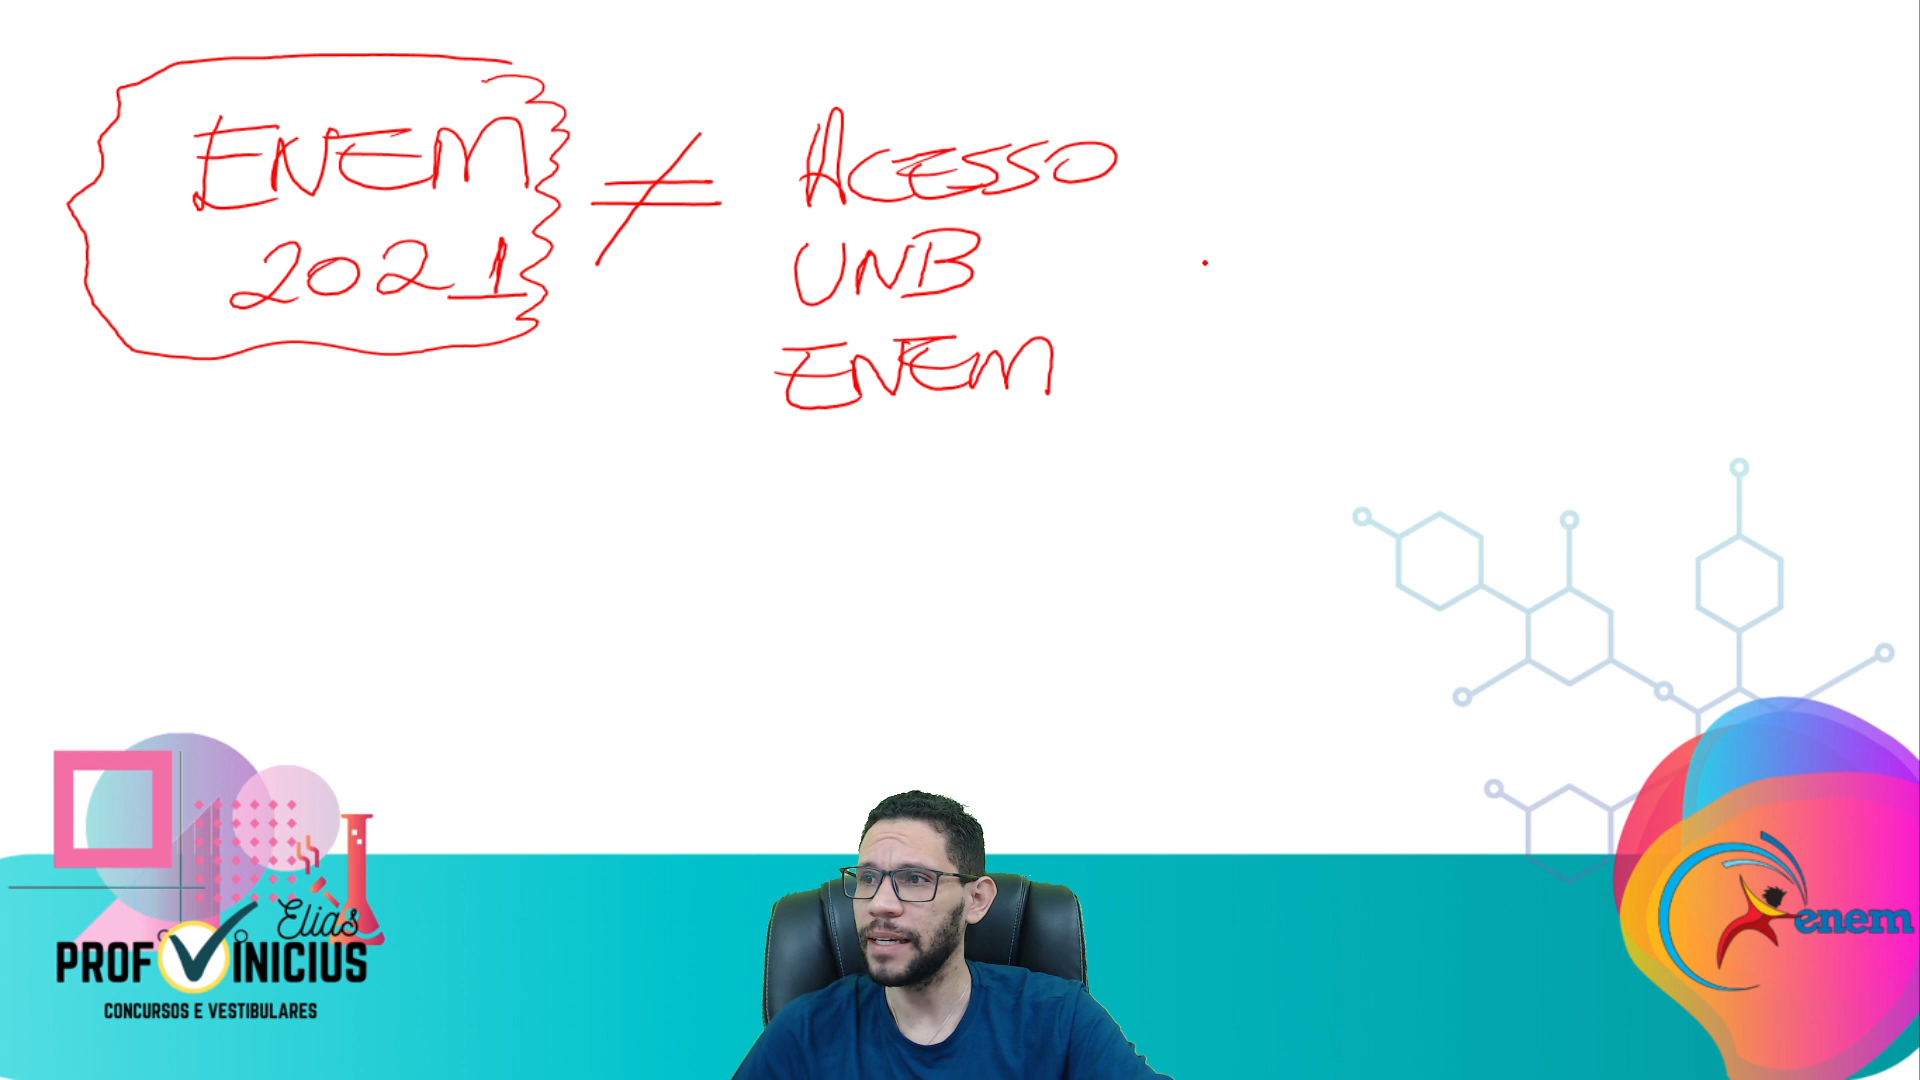 ENEM
2021
≠
ACESSO
UNB
ENEM
Elias
PROF VINICIUS
CONCURSOS E VESTIBULARES
enem